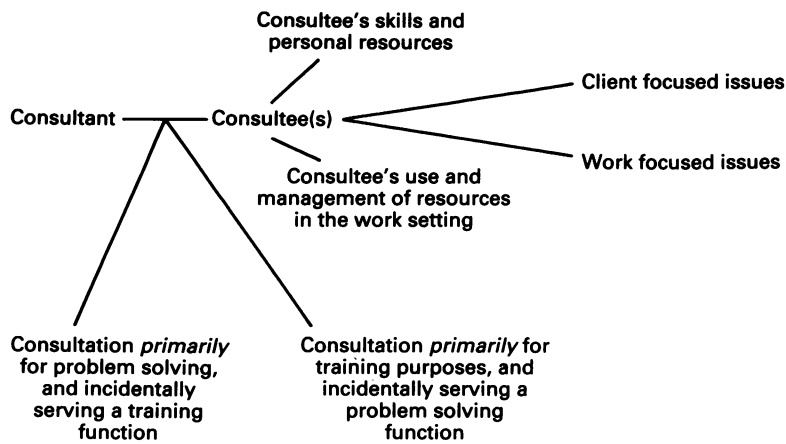 Consultee's skills and
personal resources
Client focused issues
Consultant
Consultee(s)
Work focused issues
Consultee's use and
management of resources
in the work setting
Consultation primarily
for problem solving,
and incidentally
serving a training
function
Consultation primarily for
training purposes, and
incidentally serving a
problem solving
function